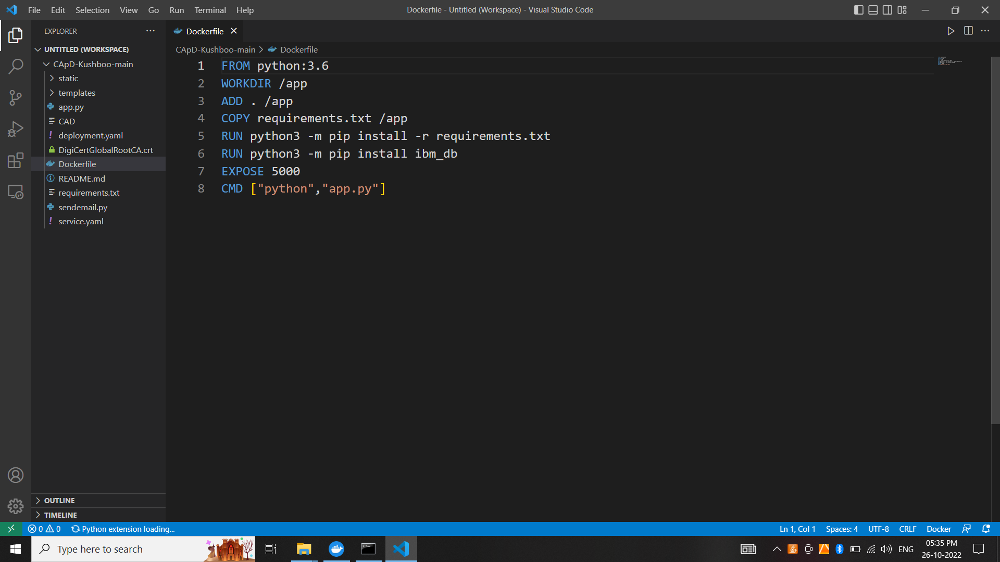 File Edit Selection View Go Run Terminal Help
Dockerfile - Untitled (Workspace) - Visual Studio Code
EXPLORER
UNTITLED (WORKSPACE)
CApD-Kushboo-main
static
templates
app.py
CAD
deployment.yaml
DigiCertGlobalRootCA.crt
Dockerfile
README.md
requirements.txt
sendemail.py
service.yaml
OUTLINE
TIMELINE
Dockerfile
CApD-Kushboo-main > Dockerfile
1 FROM python:3.6
2 WORKDIR /app
3 ADD . /app
4 COPY requirements.txt /app
5 RUN python3 -m pip install -r requirements.txt
6 RUN python3 -m pip install ibm_db
7 EXPOSE 5000
8 CMD ["python","app.py"]
0 0 Python extension loading...
Ln 1, Col 1 Spaces: 4 UTF-8 CRLF Docker
Type here to search
ENG
05:35 PM
26-10-2022